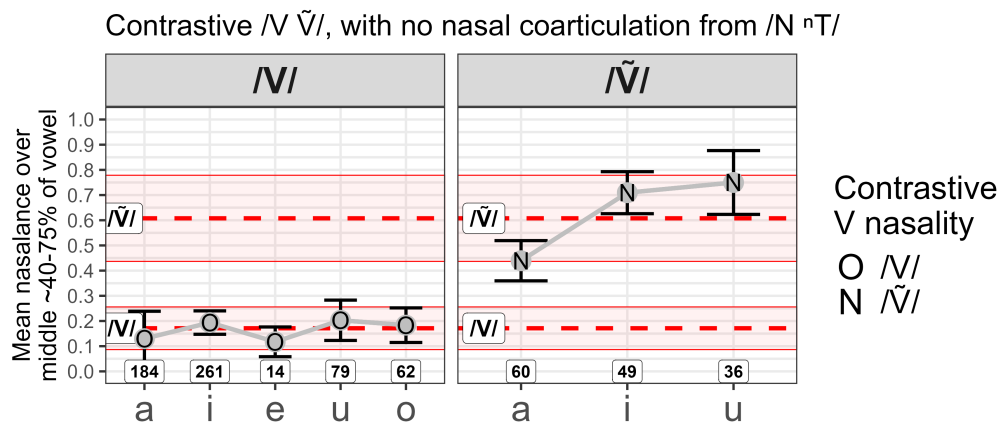 Contrastive /V Ṽ/, with no nasal coarticulation from /N ⁿT/
/V/
/Ṽ/
Mean nasalance over
middle ~40-75% of vowel
1.0
0.9
0.8
0.7
0.6
0.5
0.4
0.3
0.2
0.1
0.0
/Ṽ/
/V/
O
O
O
O
O
184
261
14
79
62
/Ṽ/
/V/
N
N
N
60
49
36
a i e u o
a i u
Contrastive
V nasality
O /V/
N /Ṽ/